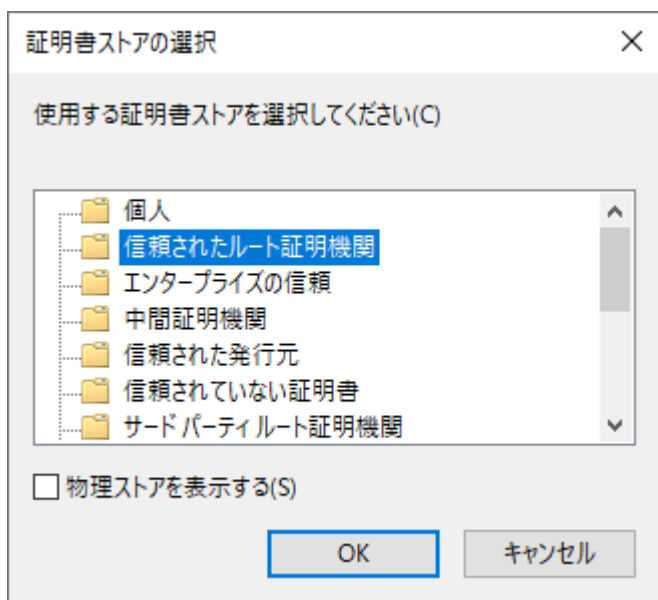 証明書ストアの選択
使用する証明書ストアを選択してください(C)
個人
信頼されたルート証明機関
エンタープライズの信頼
中間証明機関
信頼された発行元
信頼されていない証明書
サードパーティルート証明機関
物理ストアを表示する(S)
OK
キャンセル